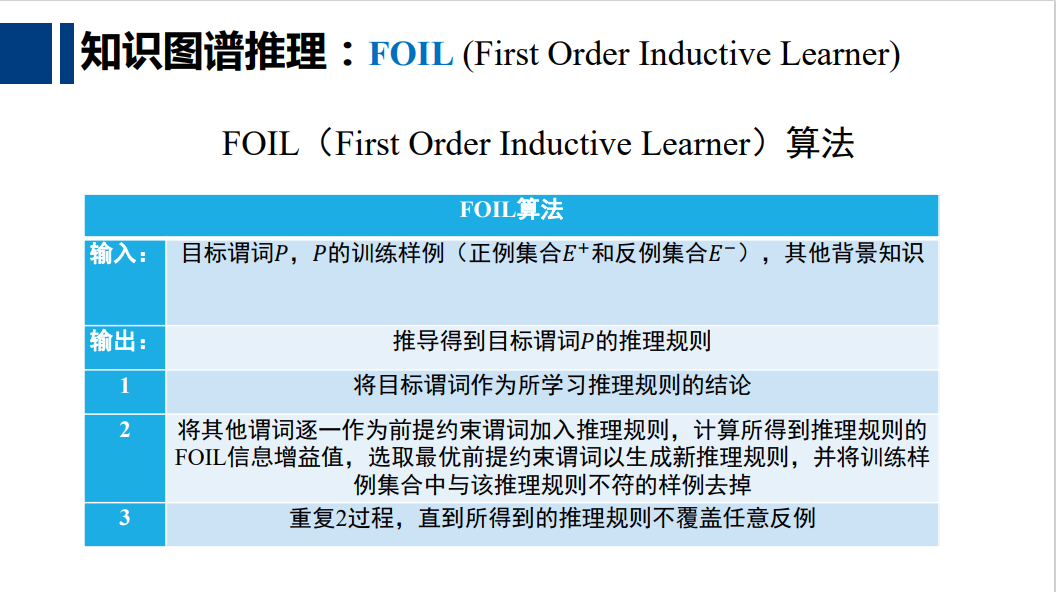 知识图谱推理：FOIL (First Order Inductive Learner)
FOIL（First Order Inductive Learner）算法
FOIL算法
输入：
目标谓词P，P的训练样例（正例集合E⁺和反例集合E⁻），其他背景知识
输出：
推导得到目标谓词P的推理规则
1
将目标谓词作为所学习推理规则的结论
2
将其他谓词逐一作为前提约束谓词加入推理规则，计算所得到推理规则的
FOIL信息增益值，选取最优前提约束谓词以生成新推理规则，并将训练样
例集合中与该推理规则不符的样例去掉
3
重复2过程，直到所得到的推理规则不覆盖任意反例